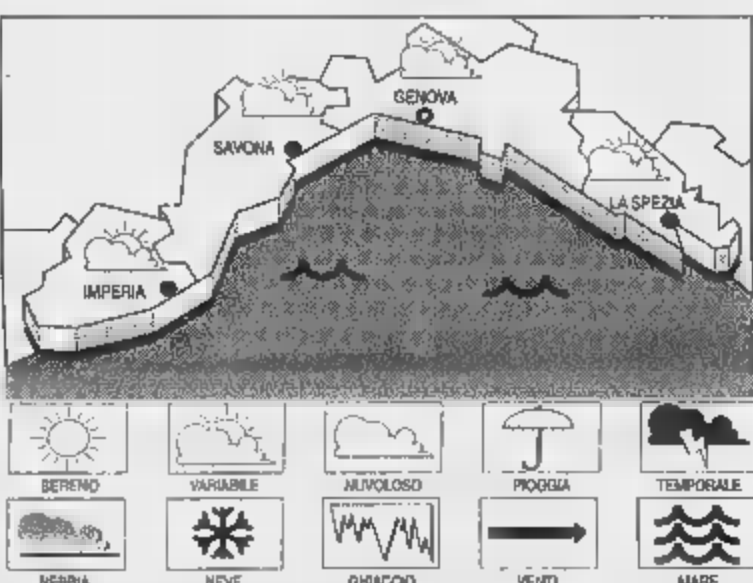 GENOVA
SAVONA
LA SPEZIA
IMPERIA
SERENO VARIABILE NUVOLOSO PIOGGIA TEMPORALE
NEBBIA NEVE GHIACCIO VENTO MARE